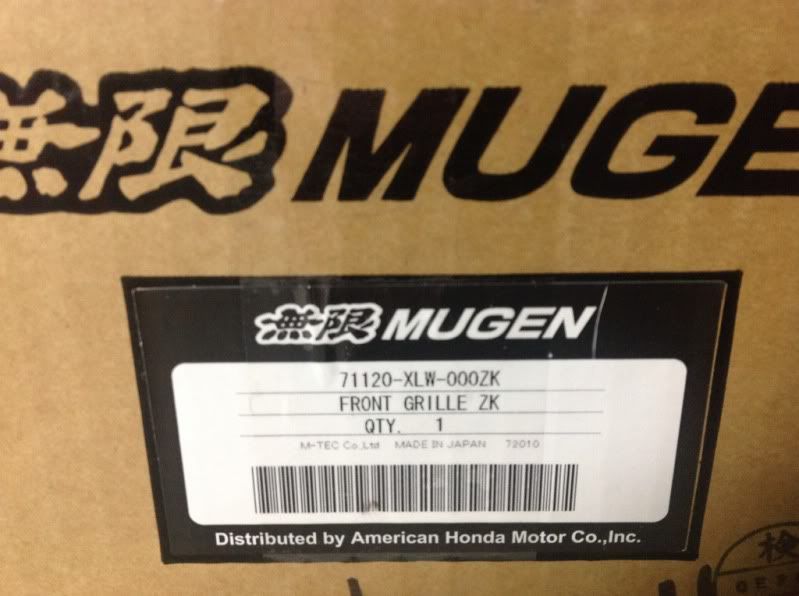 無限 MUGE
無限 MUGEN
71120-XLW-000ZK
FRONT GRILLE ZK
QTY. 1
M-TEC Co.,Ltd MADE IN JAPAN 72010
Distributed by American Honda Motor Co.,Inc.
検